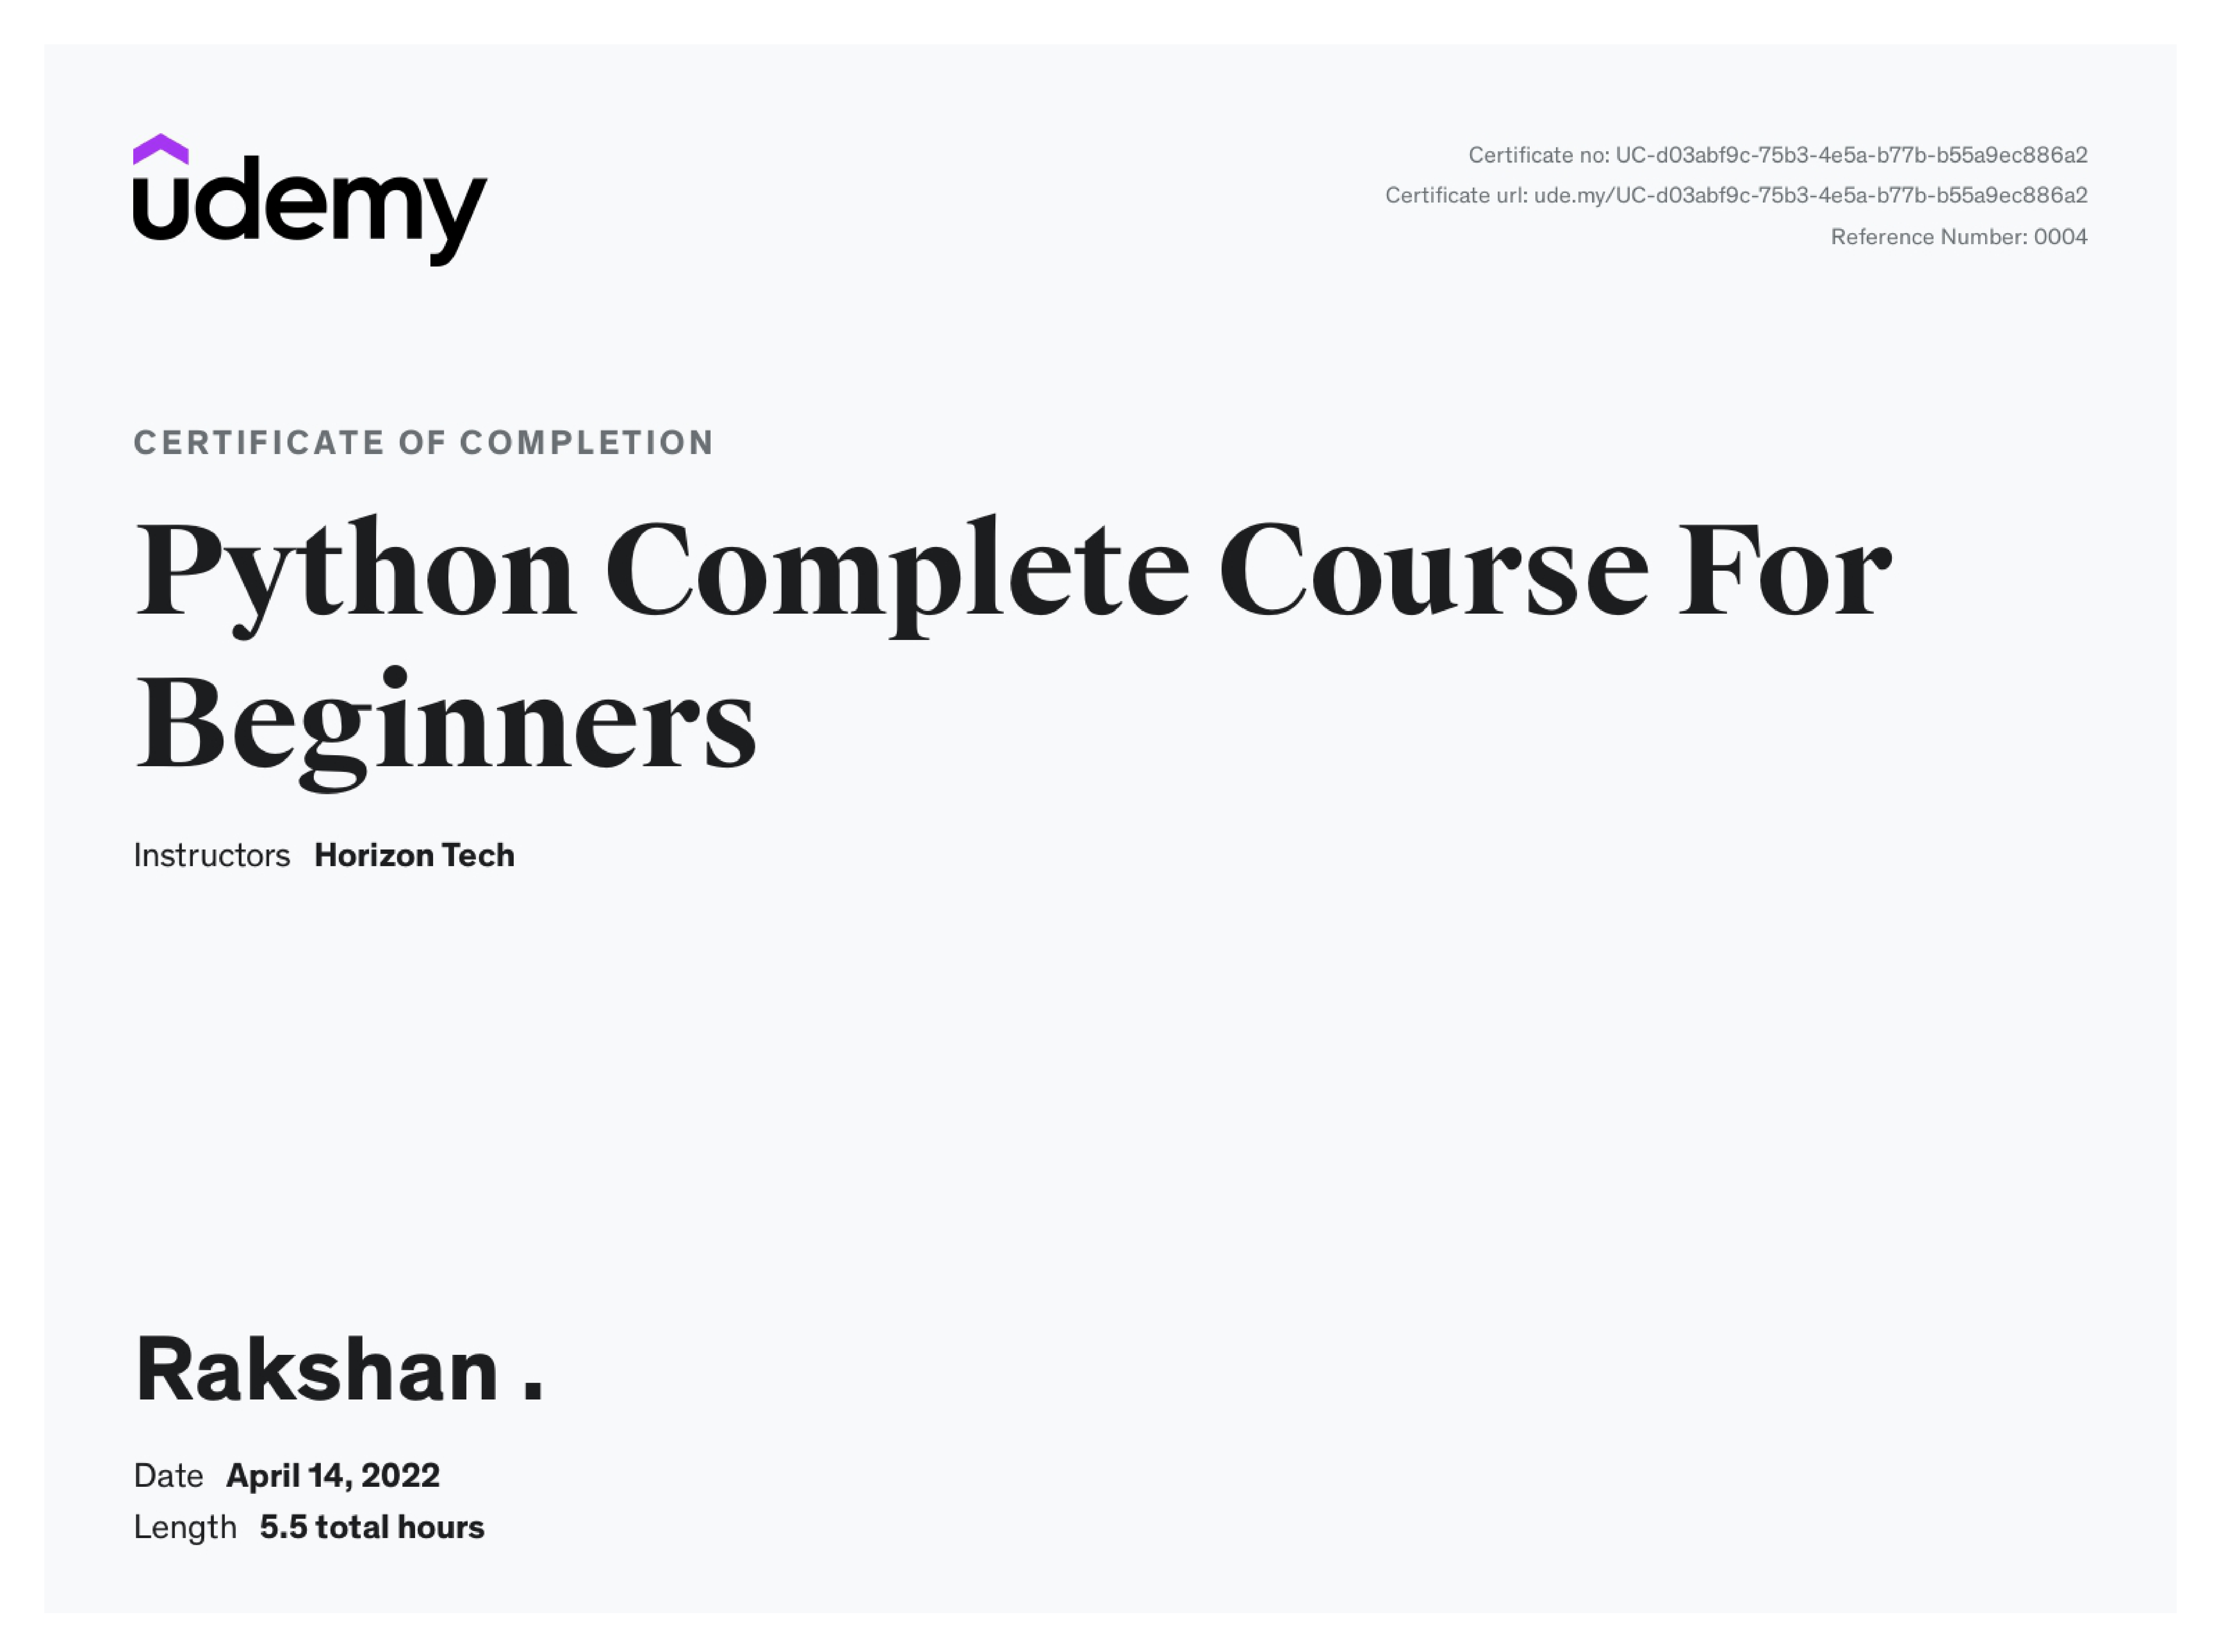 udemy
Certificate no: UC-d03abf9c-75b3-4e5a-b77b-b55a9ec886a2
Certificate url: ude.my/UC-d03abf9c-75b3-4e5a-b77b-b55a9ec886a2
Reference Number: 0004
CERTIFICATE OF COMPLETION
Python Complete Course For
Beginners
Instructors Horizon Tech
Rakshan .
Date April 14, 2022
Length 5.5 total hours